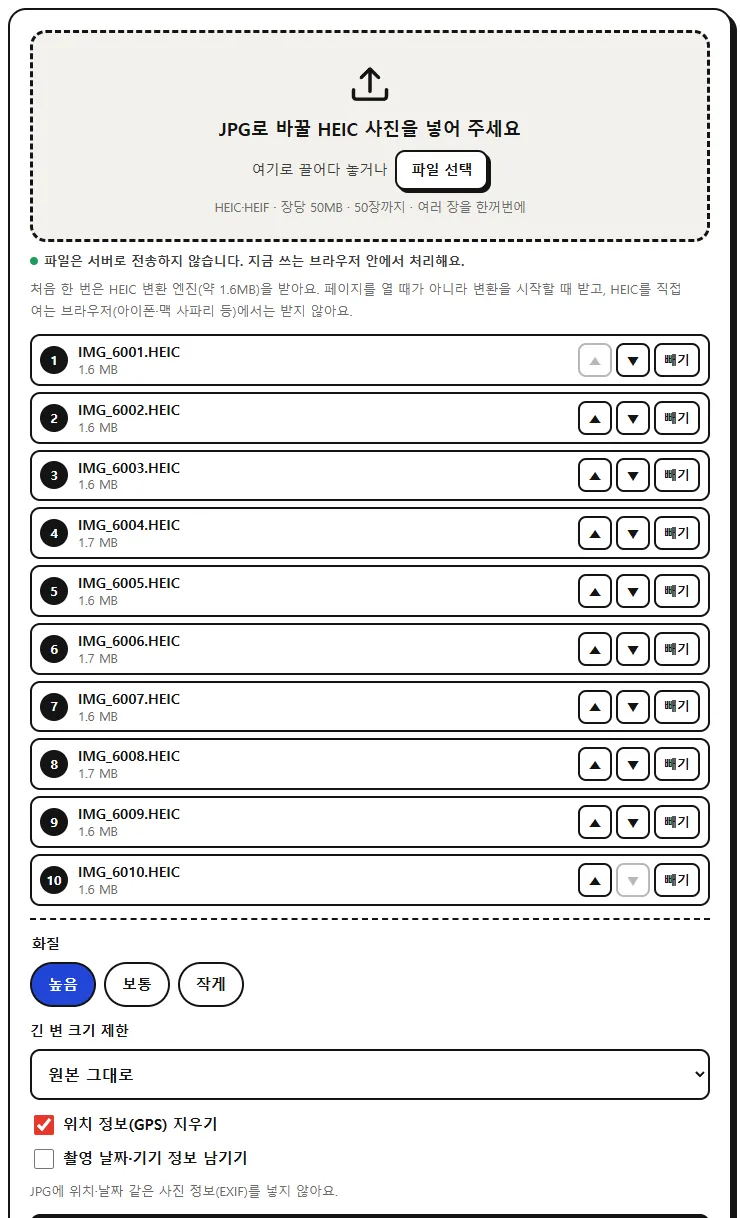 JPG로 바꿀 HEIC 사진을 넣어 주세요
여기로 끌어다 놓거나 파일 선택
HEIC·HEIF · 장당 50MB · 50장까지 · 여러 장을 한꺼번에
파일은 서버로 전송하지 않습니다. 지금 쓰는 브라우저 안에서 처리해요.
처음 한 번은 HEIC 변환 엔진(약 1.6MB)을 받아요. 페이지를 열 때가 아니라 변환을 시작할 때 받고, HEIC를 직접
여는 브라우저(아이폰·맥 사파리 등)에서는 받지 않아요.
1 IMG_6001.HEIC ▲ ▼ 빼기
1.6 MB
2 IMG_6002.HEIC ▲ ▼ 빼기
1.6 MB
3 IMG_6003.HEIC ▲ ▼ 빼기
1.6 MB
4 IMG_6004.HEIC ▲ ▼ 빼기
1.7 MB
5 IMG_6005.HEIC ▲ ▼ 빼기
1.6 MB
6 IMG_6006.HEIC ▲ ▼ 빼기
1.7 MB
7 IMG_6007.HEIC ▲ ▼ 빼기
1.6 MB
8 IMG_6008.HEIC ▲ ▼ 빼기
1.7 MB
9 IMG_6009.HEIC ▲ ▼ 빼기
1.6 MB
10 IMG_6010.HEIC ▲ ▼ 빼기
1.6 MB
화질
높음 보통 작게
긴 변 크기 제한
원본 그대로
위치 정보(GPS) 지우기
촬영 날짜·기기 정보 남기기
JPG에 위치·날짜 같은 사진 정보(EXIF)를 넣지 않아요.